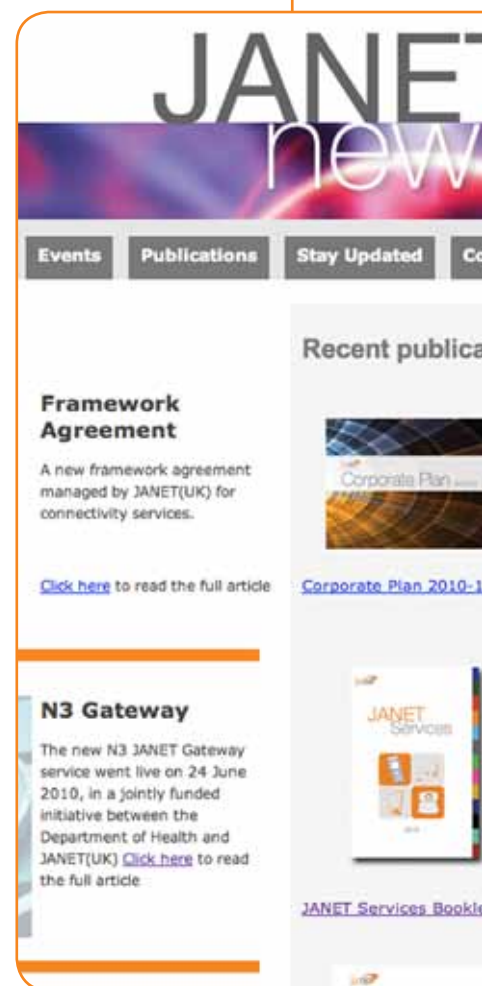 JANET
new
Events Publications Stay Updated Co
Framework
Agreement
A new framework agreement
managed by JANET(UK) for
connectivity services.
Click here to read the full article
N3 Gateway
The new N3 JANET Gateway
service went live on 24 June
2010, in a jointly funded
initiative between the
Department of Health and
JANET(UK) Click here to read
the full article
Recent publica
Corporate Plan
Corporate Plan 2010-1
JANET
Services
JANET Services Bookle